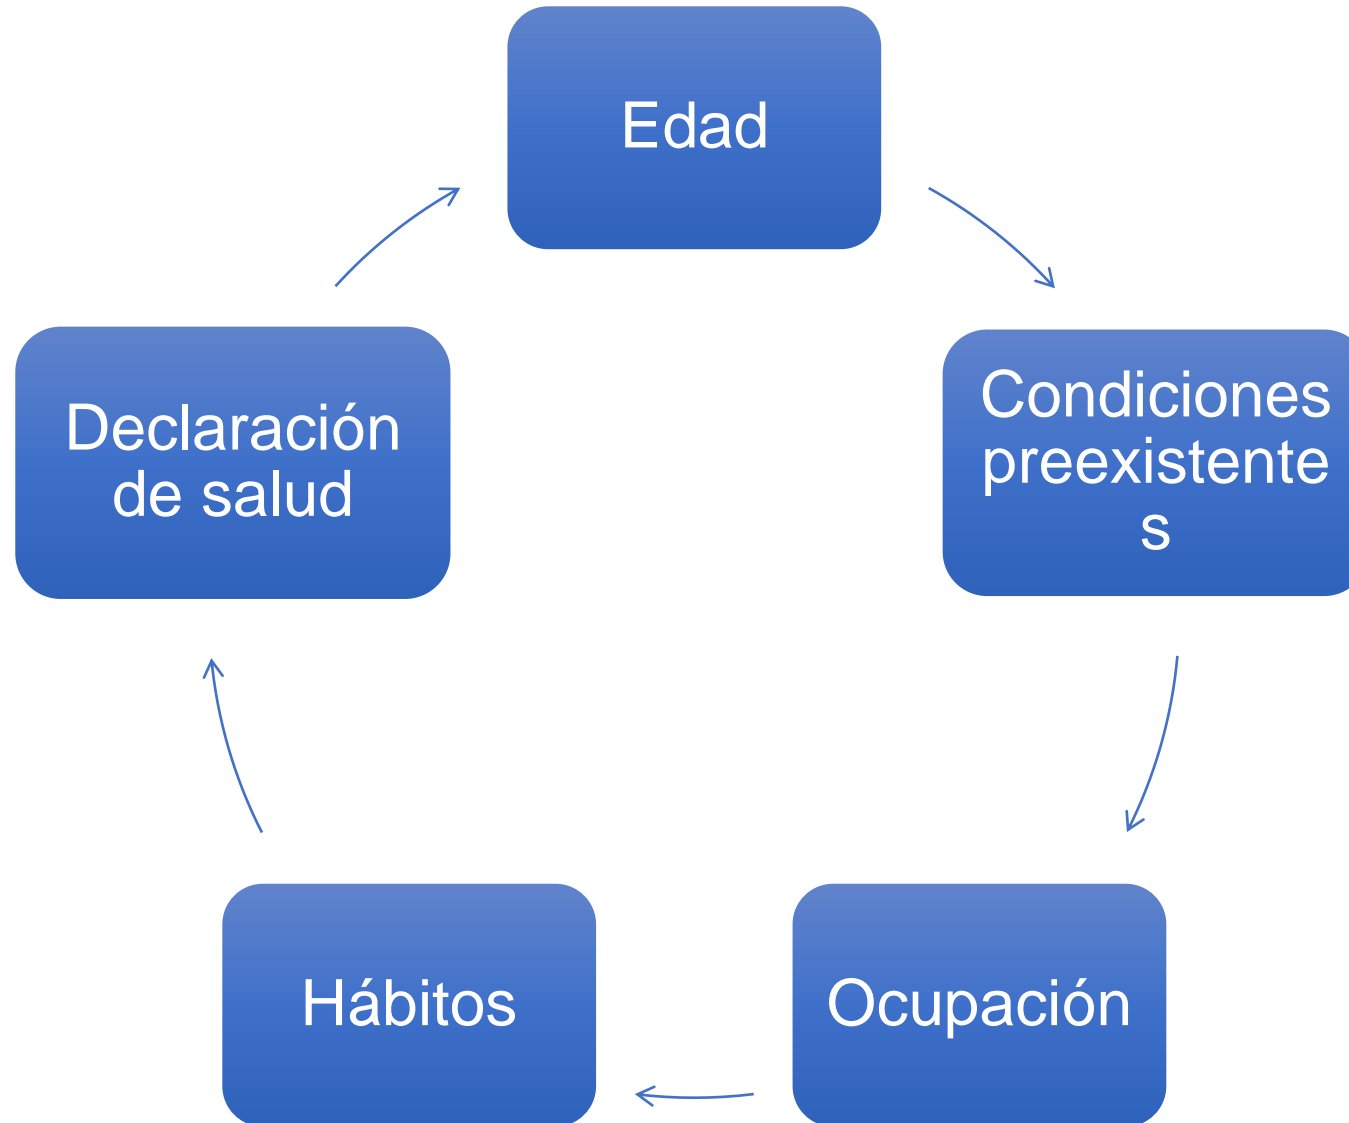 Edad
Condiciones
preexistente
s
Ocupación
Hábitos
Declaración
de salud